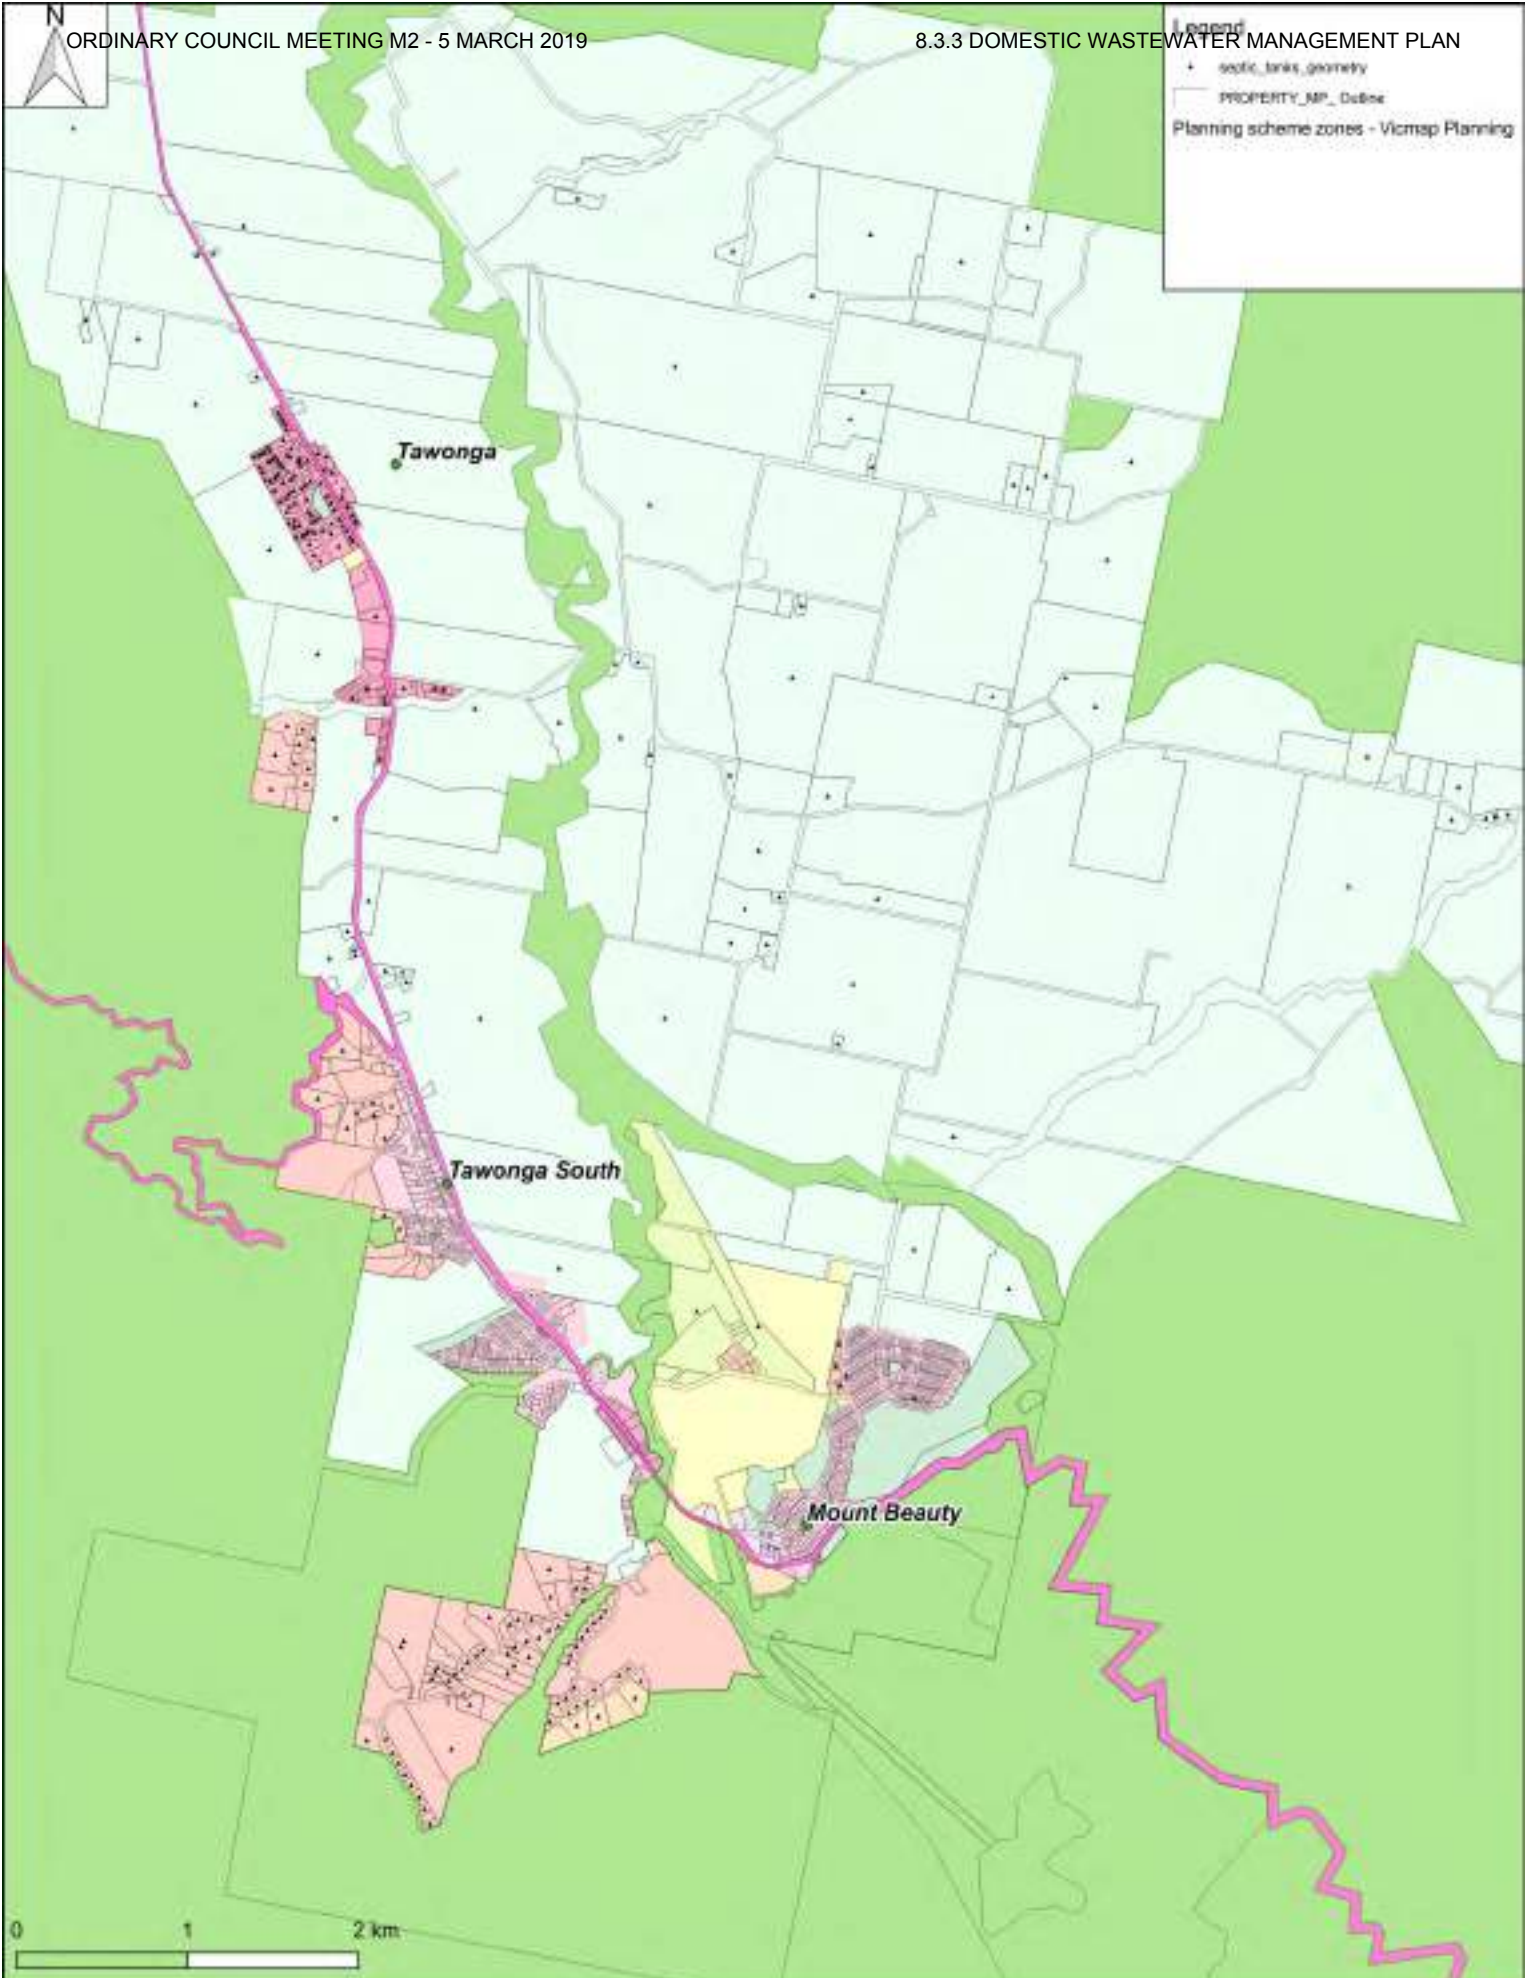 N
ORDINARY COUNCIL MEETING M2 - 5 MARCH 2019
8.3.3 DOMESTIC WASTEWATER MANAGEMENT PLAN
Legend
septic_tanks_geometry
PROPERTY_MP_ Outline
Planning scheme zones - Vicmap Planning
Tawonga
Tawonga South
Mount Beauty
0 1 2 km